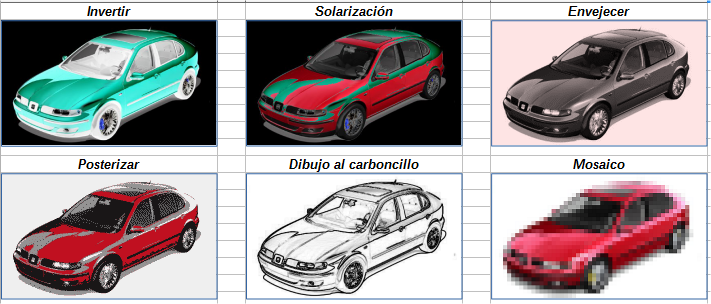 Invertir
Solarización
Envejecer
Posterizar
Dibujo al carboncillo
Mosaico